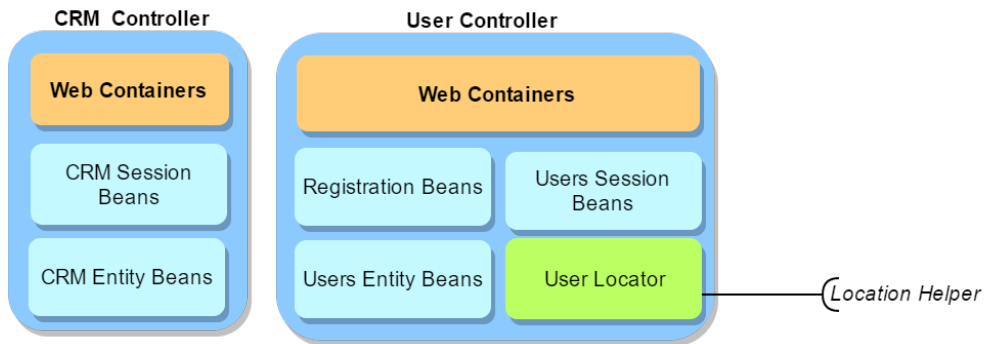 CRM Controller
Web Containers
CRM Session
Beans
CRM Entity Beans
User Controller
Web Containers
Registration Beans
Users Session
Beans
Users Entity Beans
User Locator
Location Helper